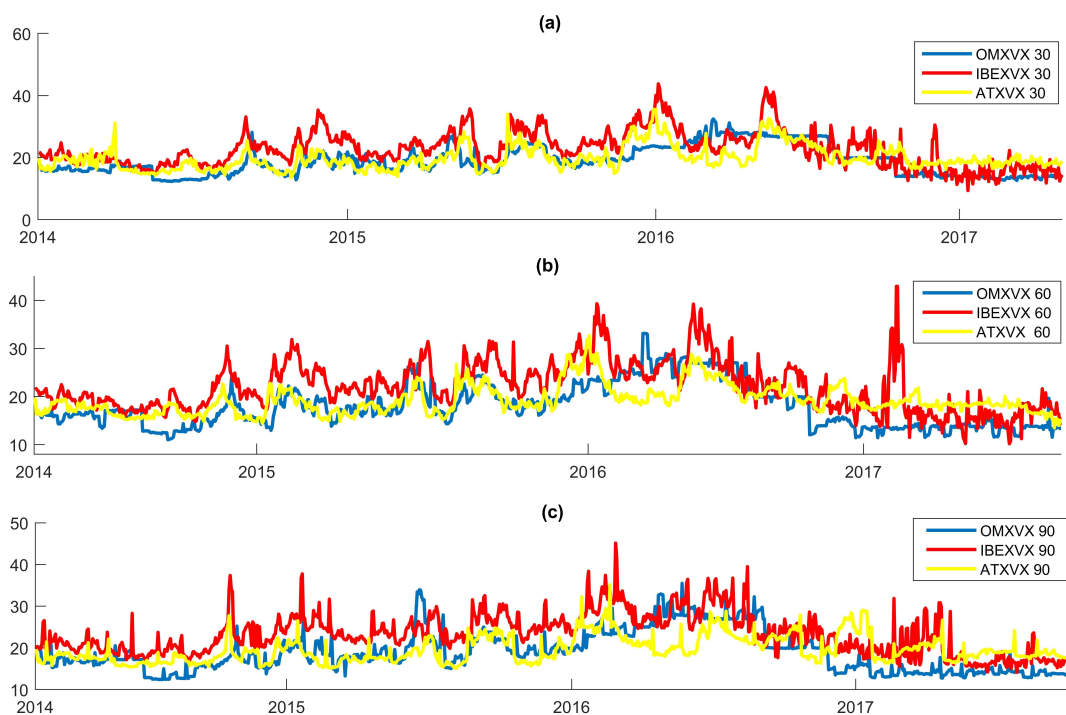 (a)
60
40
20
0
OMXVX 30
IBEXVX 30
ATXVX 30
2014
2015
2016
2017
(b)
40
30
20
10
OMXVX 60
IBEXVX 60
ATXVX 60
2014
2015
2016
2017
(c)
50
40
30
20
10
OMXVX 90
IBEXVX 90
ATXVX 90
2014
2015
2016
2017